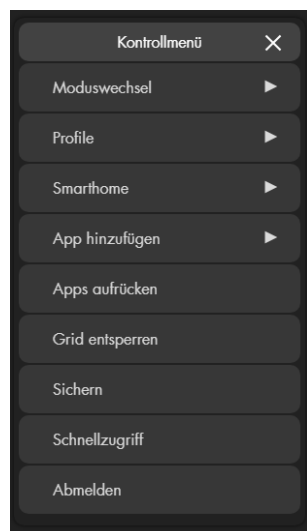 Kontrollmenü
Moduswechsel
Profile
Smarthome
App hinzufügen
Apps aufrücken
Grid entsperren
Sichern
Schnellzugriff
Abmelden